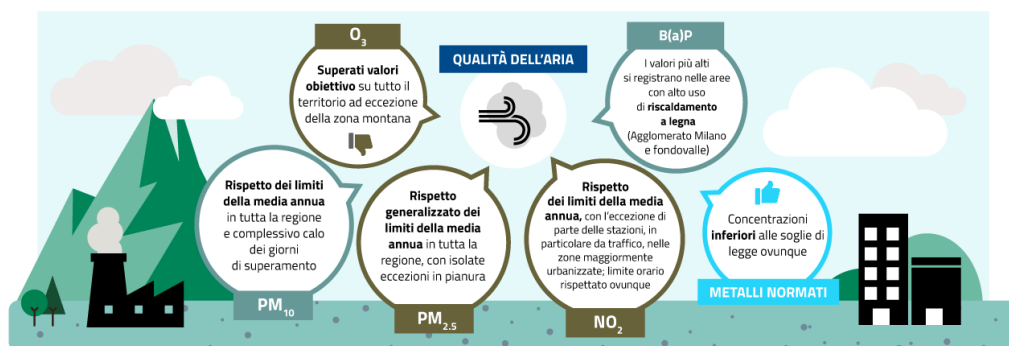 O3
Superati valori
obiettivo su tutto il
territorio ad eccezione
della zona montana
QUALITÀ DELL'ARIA
B(a)P
I valori più alti
si registrano nelle aree
con alto uso
di riscaldamento
a legna
(Agglomerato Milano
e fondovalle)
Rispetto dei limiti
della media annua
in tutta la regione
e complessivo calo
dei giorni
di superamento
PM10
Rispetto
generalizzato dei
limiti della media
annua in tutta la
regione, con isolate
eccezioni in pianura
PM2.5
Rispetto
dei limiti della media
annua, con l'eccezione di
parte delle stazioni, in
particolare da traffico, nelle
zone maggiormente
urbanizzate; limite orario
rispettato ovunque
NO2
Concentrazioni
inferiori alle soglie di
legge ovunque
METALLI NORMATI